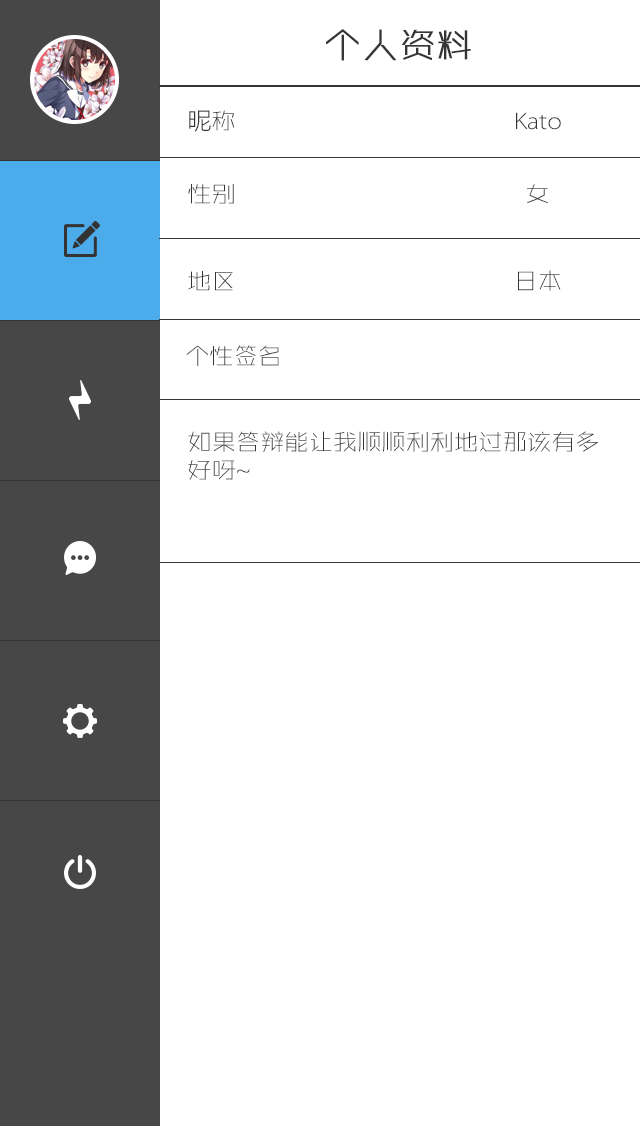 个人资料
昵称 Kato
性别 女
地区 日本
个性签名
如果答辩能让我顺顺利利地过那该有多
好呀~